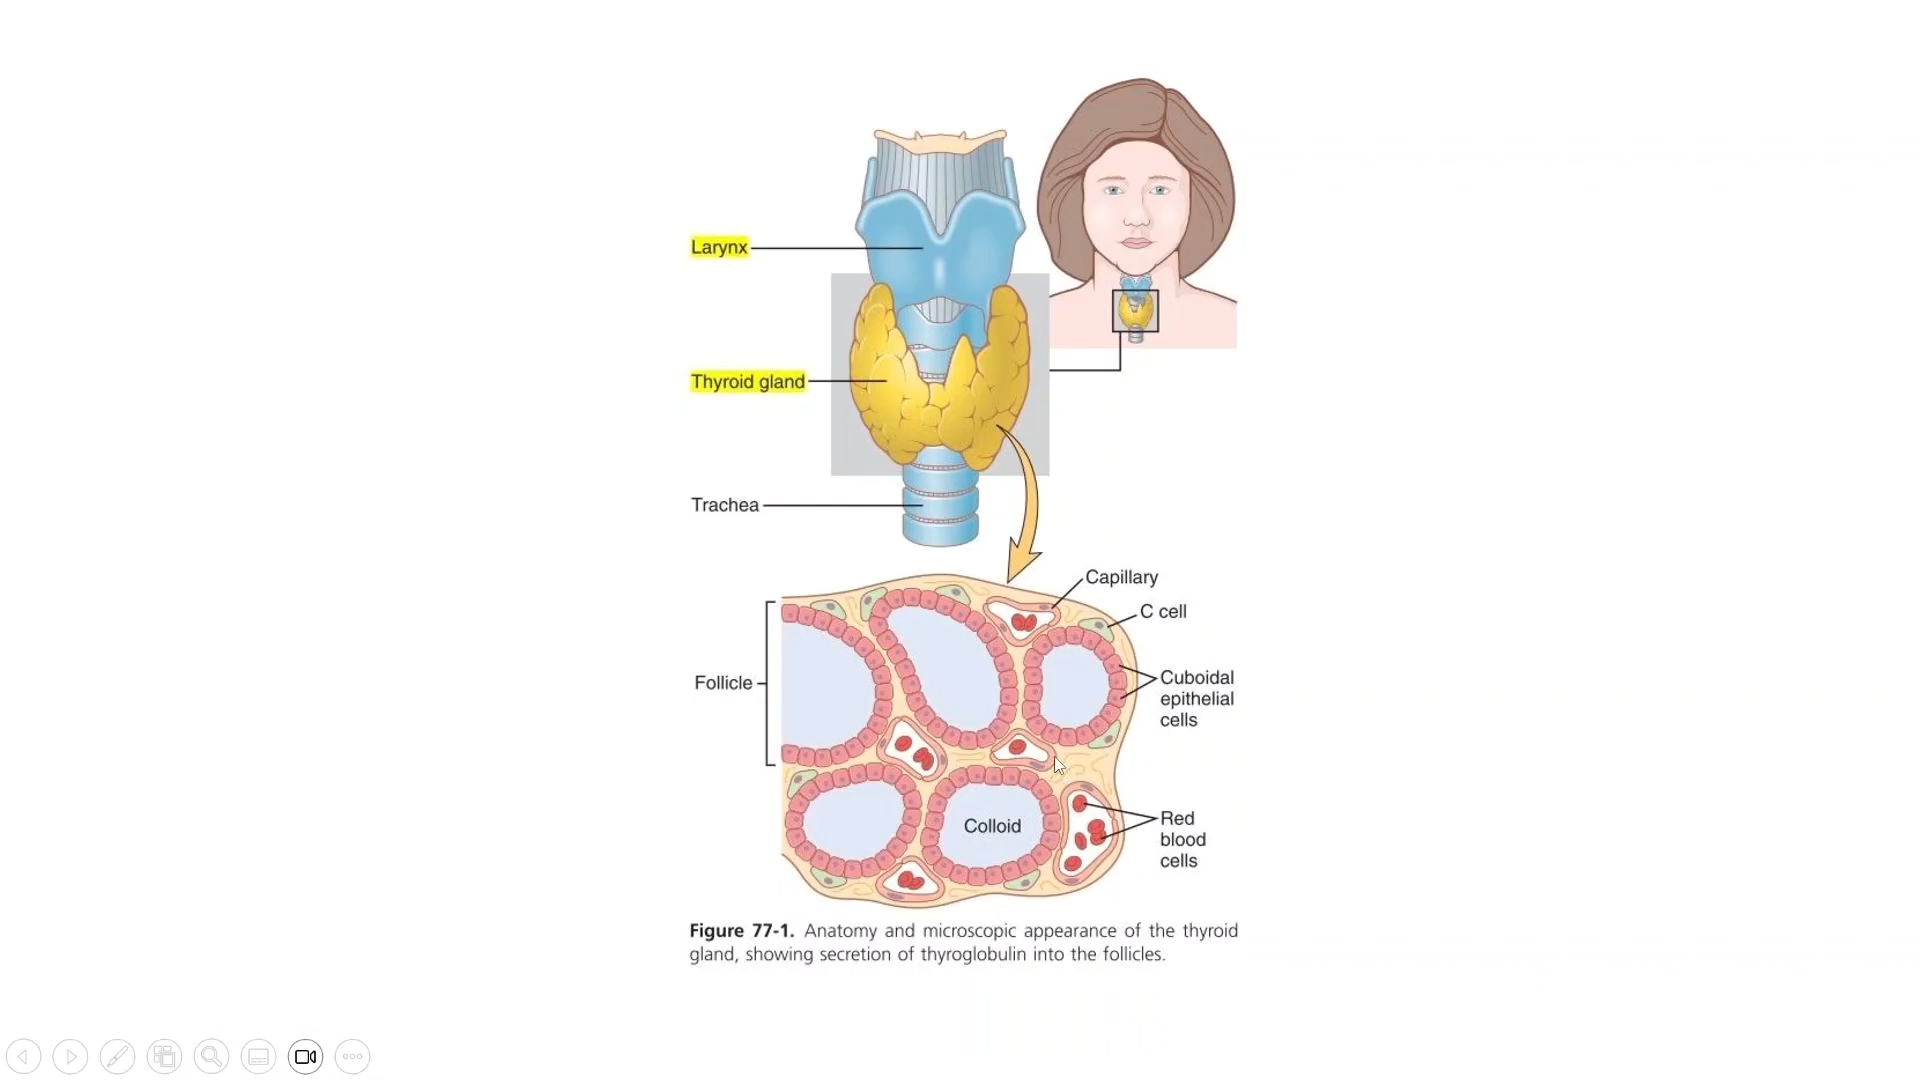 Larynx
Thyroid gland
Trachea
Capillary
C cell
Follicle
Cuboidal
epithelial
cells
Colloid
Red
blood
cells
Figure 77-1. Anatomy and microscopic appearance of the thyroid
gland, showing secretion of thyroglobulin into the follicles.